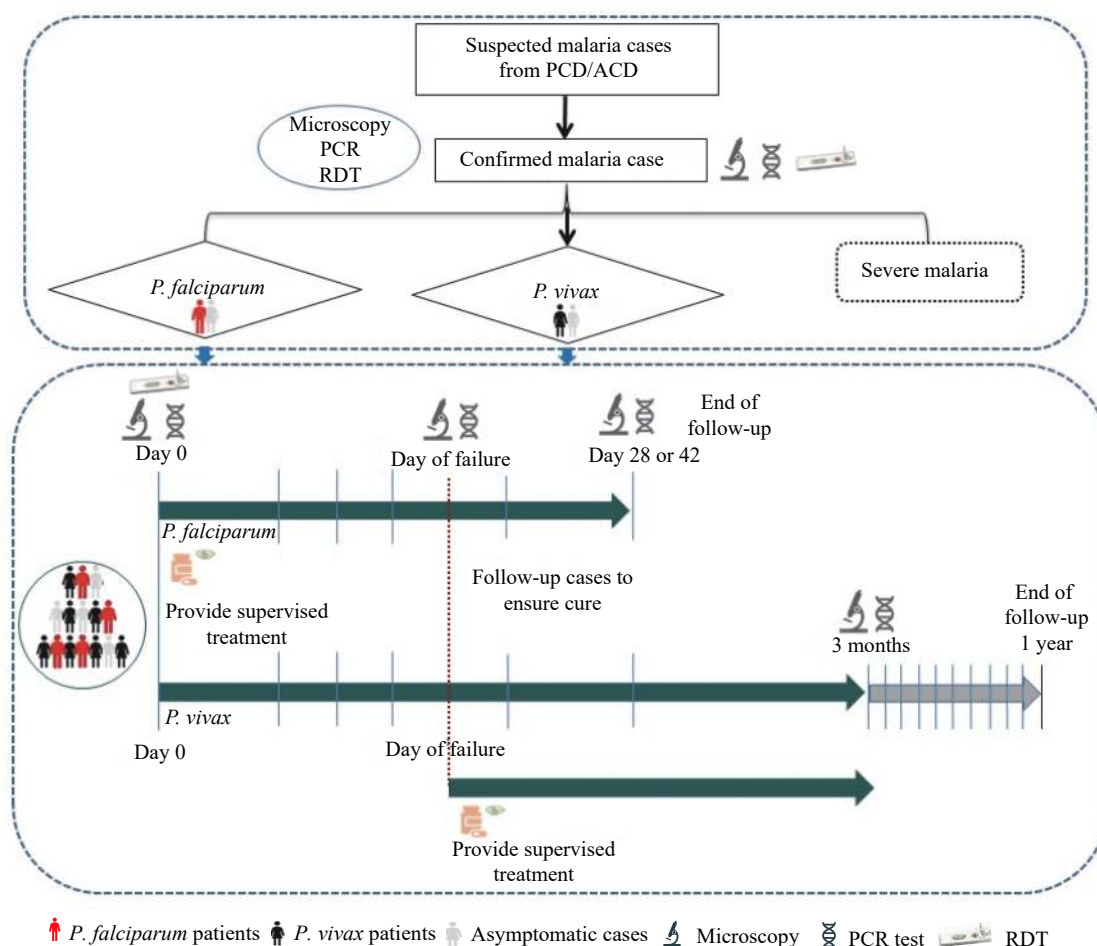 Suspected malaria cases
from PCD/ACD
Microscopy
PCR
RDT
Confirmed malaria case
P. falciparum
P. vivax
Severe malaria
Day 0
Day of failure
End of
follow-up
Day 28 or 42
P. falciparum
Provide supervised
treatment
Follow-up cases to
ensure cure
3 months
End of
follow-up
1 year
P. vivax
Day 0
Day of failure
Provide supervised
treatment
P. falciparum patients
P. vivax patients
Asymptomatic cases
Microscopy
PCR test
RDT